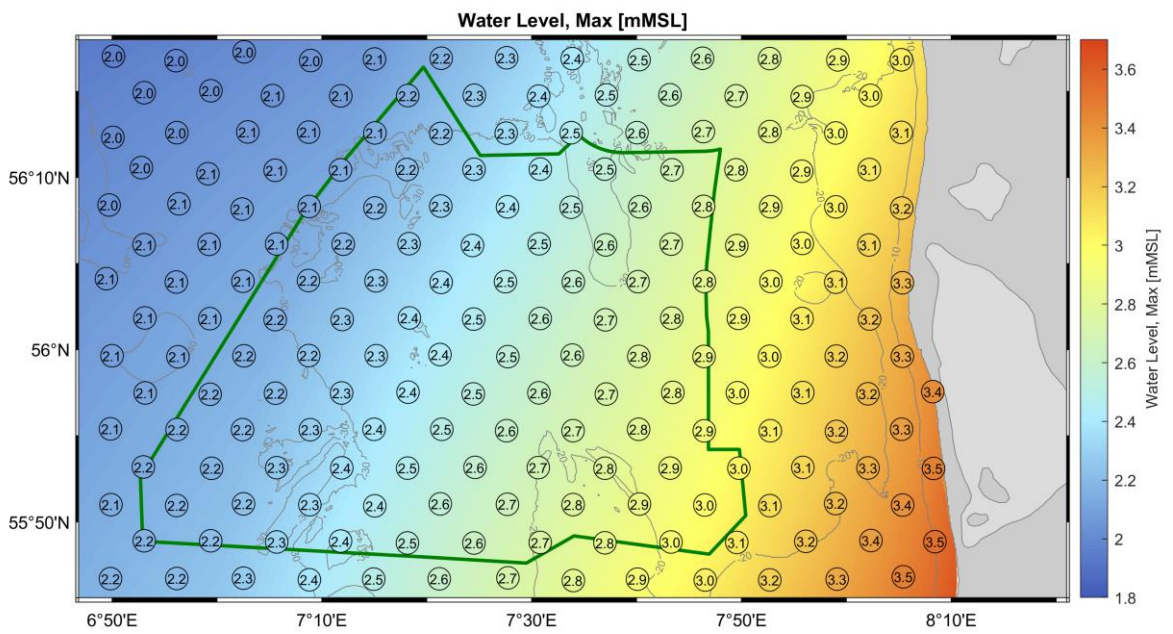 Water Level, Max [mMSL]
2.0 2.0 2.0 2.0 2.1 2.2 2.3 2.4 2.5 2.6 2.8 2.9 3.0
2.0 2.0 2.1 2.1 2.2 2.3 2.4 2.5 2.6 2.7 2.9 3.0
2.0 2.0 2.1 2.1 2.1 2.2 2.3 2.5 2.6 2.7 2.8 3.0 3.1
56°10'N
2.0 2.1 2.1 2.1 2.2 2.3 2.4 2.5 2.7 2.8 2.9 3.1
2.0 2.1 2.1 2.1 2.2 2.3 2.4 2.5 2.6 2.8 2.9 3.0 3.2
2.1 2.1 2.1 2.2 2.3 2.4 2.5 2.6 2.7 2.9 3.0 3.1
2.1 2.1 2.1 2.2 2.3 2.4 2.5 2.6 2.7 2.8 3.0 3.1 3.3
2.1 2.1 2.2 2.3 2.4 2.5 2.6 2.7 2.8 2.9 3.1 3.2
56°N
2.1 2.1 2.2 2.2 2.3 2.4 2.5 2.6 2.8 2.9 3.0 3.2 3.3
2.1 2.2 2.2 2.3 2.4 2.5 2.6 2.7 2.8 3.0 3.1 3.2 3.4
2.1 2.2 2.2 2.3 2.4 2.5 2.6 2.7 2.8 2.9 3.1 3.2 3.3
2.2 2.2 2.3 2.4 2.5 2.6 2.7 2.8 2.9 3.0 3.1 3.3 3.5
55°50'N
2.1 2.2 2.2 2.3 2.4 2.6 2.7 2.8 2.9 3.0 3.1 3.2 3.4
2.2 2.2 2.3 2.4 2.5 2.6 2.7 2.8 3.0 3.1 3.2 3.4 3.5
2.2 2.2 2.3 2.4 2.5 2.6 2.7 2.8 2.9 3.0 3.2 3.3 3.5
6°50'E 7°10'E 7°30'E 7°50'E 8°10'E
3.6
3.4
3.2
3
2.8
2.6
2.4
2.2
2
1.8
Water Level, Max [mMSL]
-20
-10
-20
-20
-10
-20
-30
-30
-30
-20
-20
-20